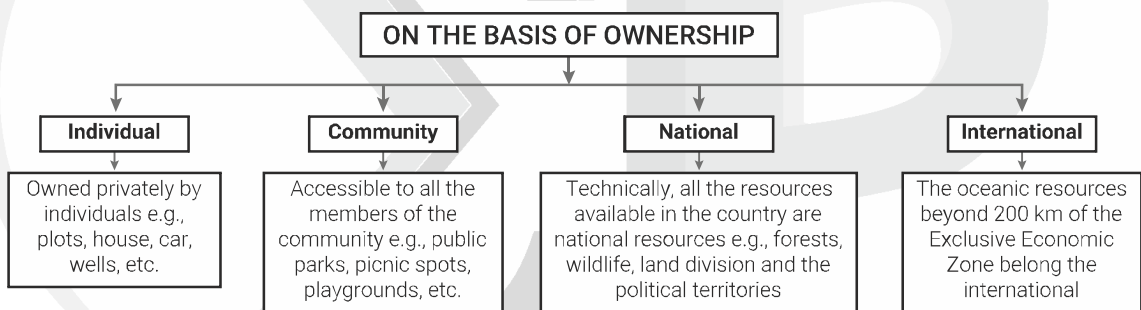 ON THE BASIS OF OWNERSHIP
Individual
Owned privately by
individuals e.g.,
plots, house, car,
wells, etc.
Community
Accessible to all the
members of the
community e.g., public
parks, picnic spots,
playgrounds, etc.
National
Technically, all the resources
available in the country are
national resources e.g., forests,
wildlife, land division and the
political territories
International
The oceanic resources
beyond 200 km of the
Exclusive Economic
Zone belong the
international